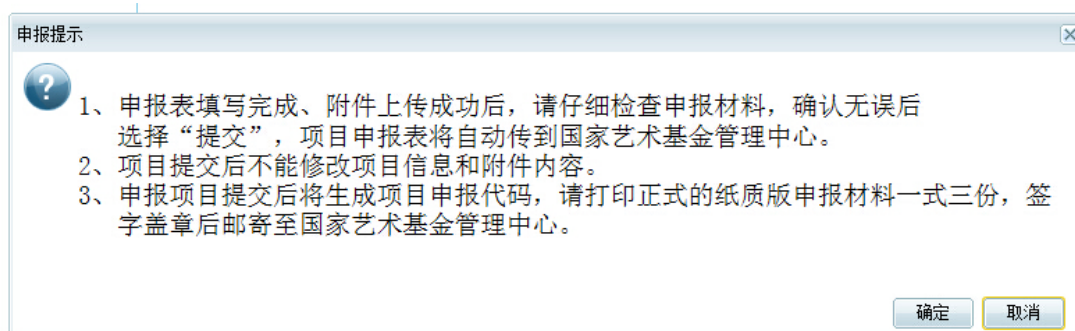 申报提示
1、申报表填写完成、附件上传成功后，请仔细检查申报材料，确认无误后
选择“提交”，项目申报表将自动传到国家艺术基金管理中心。
2、项目提交后不能修改项目信息和附件内容。
3、申报项目提交后将生成项目申报代码，请打印正式的纸质版申报材料一式三份，签
字盖章后邮寄至国家艺术基金管理中心。
确定 取消